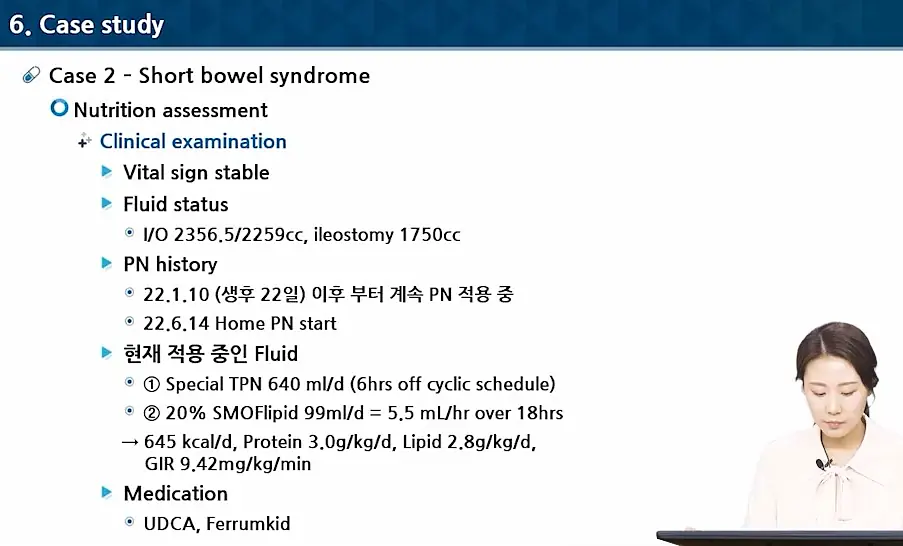 6. Case study
Case 2 - Short bowel syndrome
Nutrition assessment
Clinical examination
Vital sign stable
Fluid status
I/O 2356.5/2259cc, ileostomy 1750cc
PN history
22.1.10 (생후 22일) 이후 부터 계속 PN 적용 중
22.6.14 Home PN start
현재 적용 중인 Fluid
① Special TPN 640 ml/d (6hrs off cyclic schedule)
② 20% SMOFlipid 99ml/d = 5.5 mL/hr over 18hrs
→ 645 kcal/d, Protein 3.0g/kg/d, Lipid 2.8g/kg/d,
GIR 9.42mg/kg/min
Medication
UDCA, Ferrumkid